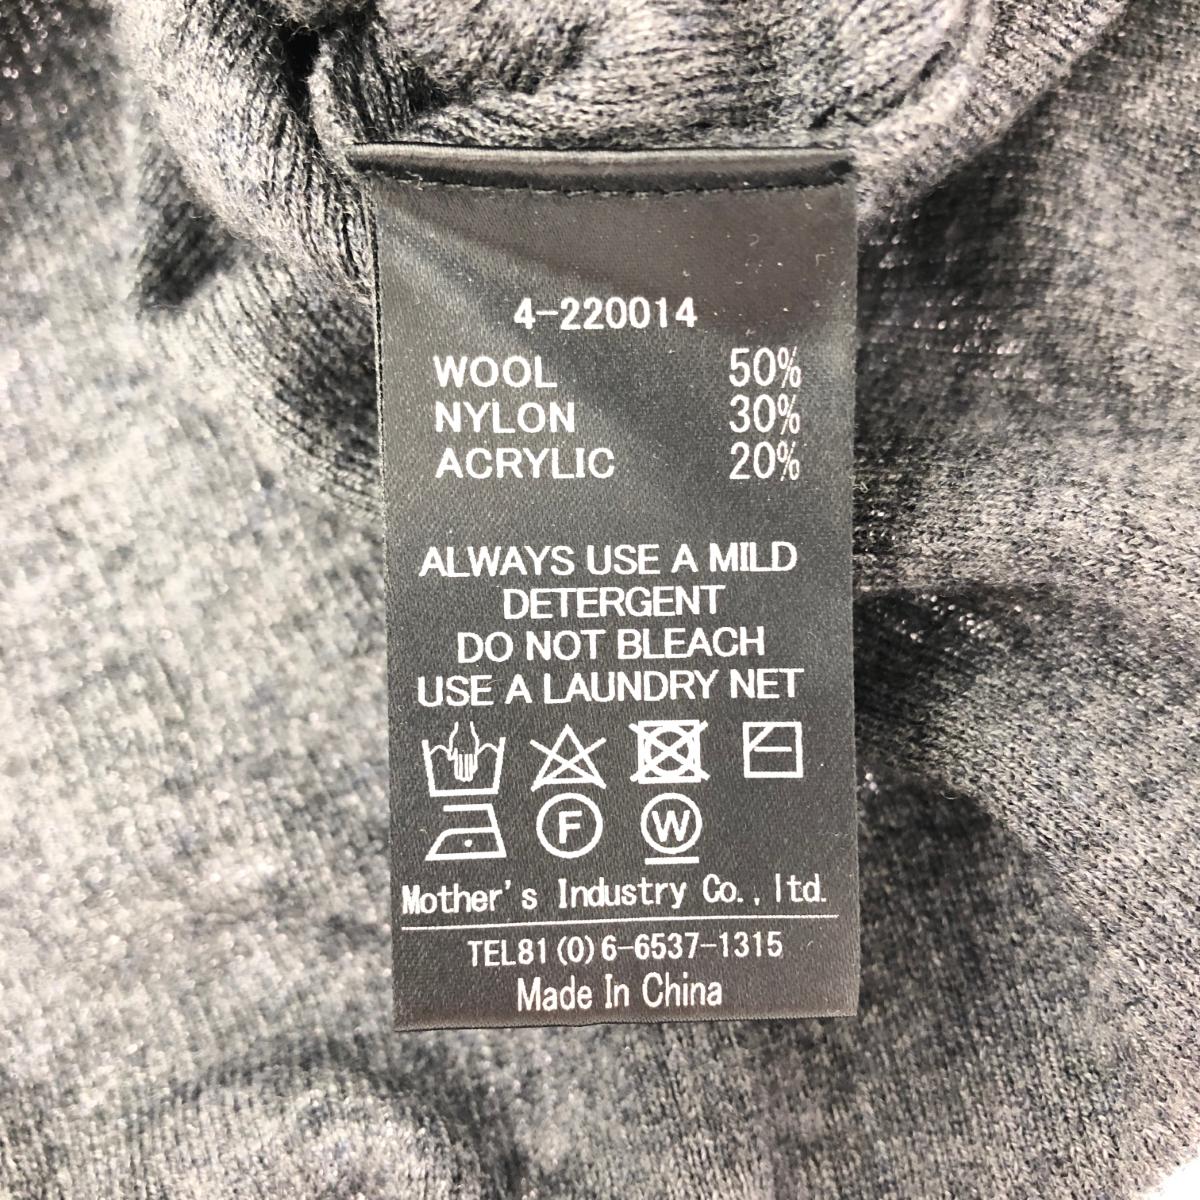 4-220014
WOOL 50%
NYLON 30%
ACRYLIC 20%
ALWAYS USE A MILD
DETERGENT
DO NOT BLEACH
USE A LAUNDRY NET
F W
Mother's Industry Co., ltd.
TEL81(0)6-6537-1315
Made In China